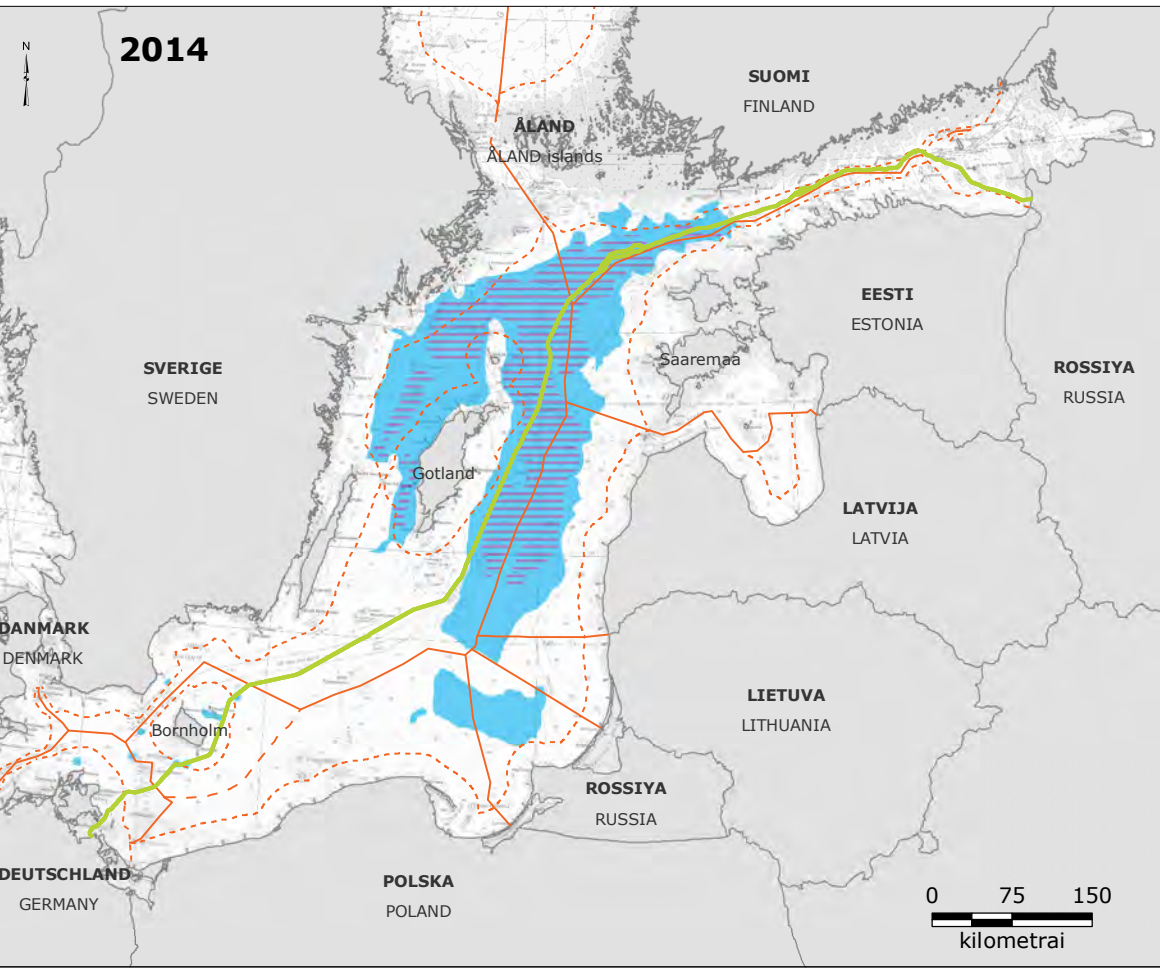 2014
N
SUOMI
FINLAND
ÅLAND
ÅLAND islands
EESTI
ESTONIA
Saaremaa
ROSSIYA
RUSSIA
SVERIGE
SWEDEN
Gotland
LATVIJA
LATVIA
DANMARK
DENMARK
LIETUVA
LITHUANIA
Bornholm
ROSSIYA
RUSSIA
DEUTSCHLAND
GERMANY
POLSKA
POLAND
0 75 150
kilometrai